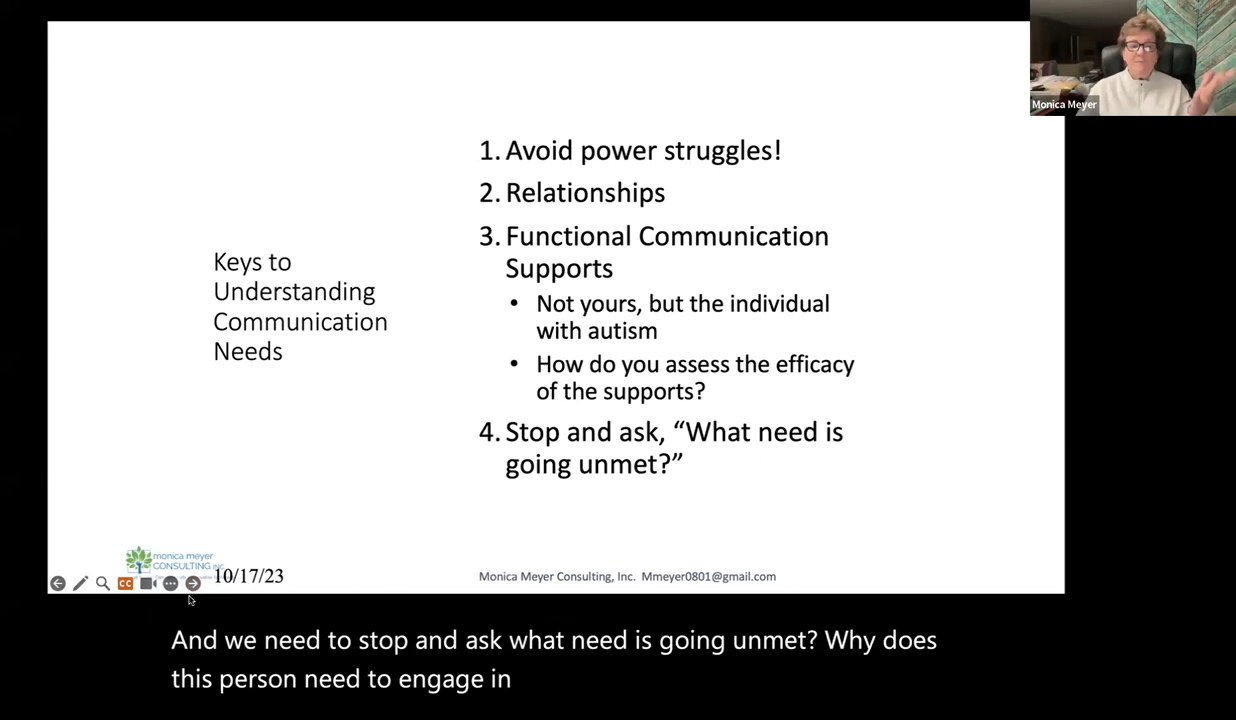 Monica Meyer
Keys to
Understanding
Communication
Needs
1. Avoid power struggles!
2. Relationships
3. Functional Communication
Supports
• Not yours, but the individual
with autism
• How do you assess the efficacy
of the supports?
4. Stop and ask, “What need is
going unmet?”
monica meyer
CONSULTING INC
CC
10/17/23
Monica Meyer Consulting, Inc. Mmeyer0801@gmail.com
And we need to stop and ask what need is going unmet? Why does
this person need to engage in